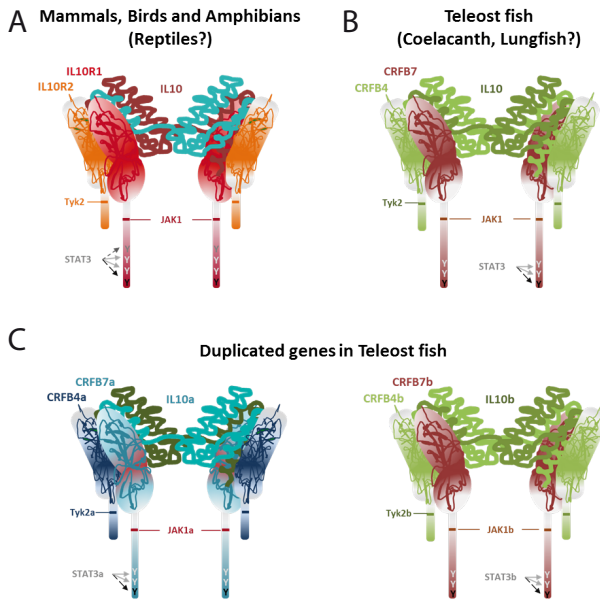 A
Mammals, Birds and Amphibians
(Reptiles?)
IL10R1
IL10R2
IL10
Tyk2
JAK1
STAT3
Y
Y
Y
Y
B
Teleost fish
(Coelacanth, Lungfish?)
CRFB7
CRFB4
IL10
Tyk2
JAK1
STAT3
Y
Y
Y
C
Duplicated genes in Teleost fish
CRFB7a
CRFB4a
IL10a
Tyk2a
JAK1a
STAT3a
Y
Y
Y
CRFB7b
CRFB4b
IL10b
Tyk2b
JAK1b
STAT3b
Y
Y
Y